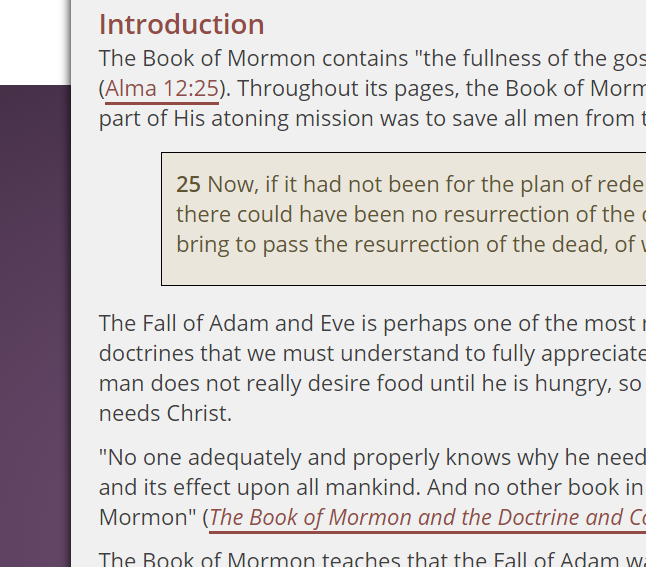 Introduction
The Book of Mormon contains "the fullness of the gos
(Alma 12:25). Throughout its pages, the Book of Morm
part of His atoning mission was to save all men from t
25 Now, if it had not been for the plan of rede
there could have been no resurrection of the
bring to pass the resurrection of the dead, of w
The Fall of Adam and Eve is perhaps one of the most
doctrines that we must understand to fully appreciate
man does not really desire food until he is hungry, so
needs Christ.
"No one adequately and properly knows why he need
and its effect upon all mankind. And no other book in
Mormon" (The Book of Mormon and the Doctrine and Co
The Book of Mormon teaches that the Fall of Adam wa